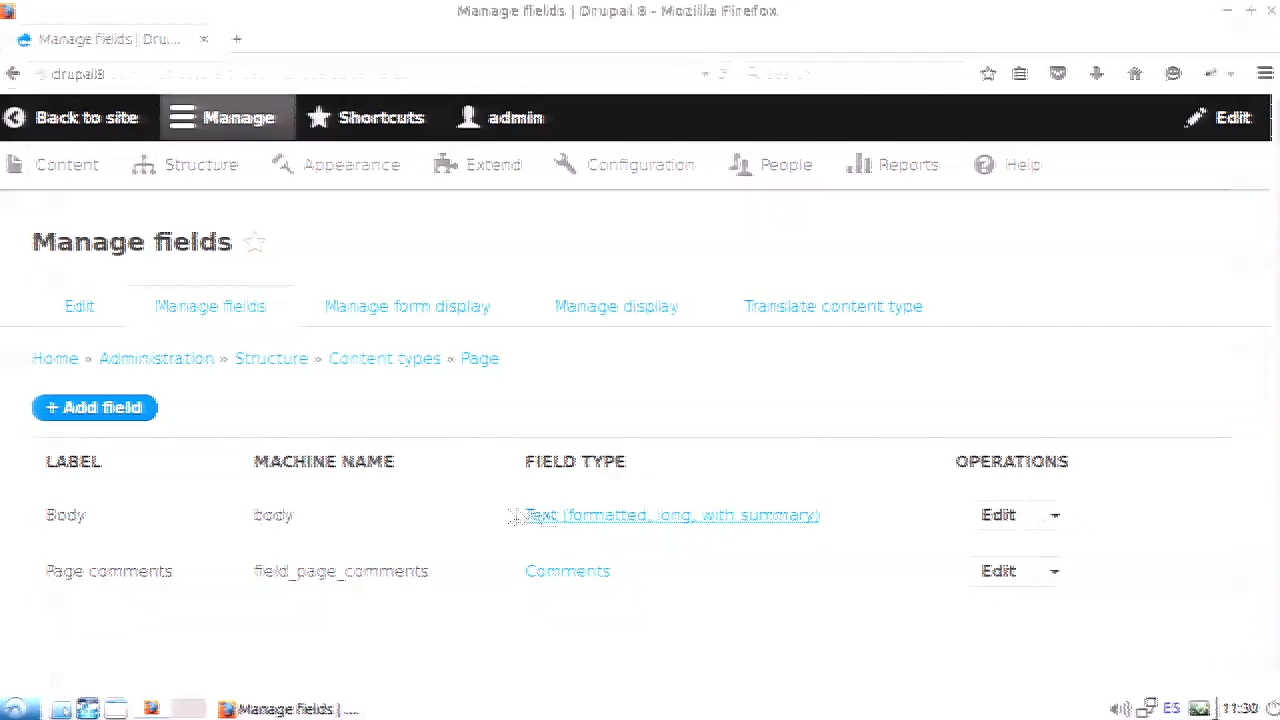 Manage fields | Drupal 8 - Mozilla Firefox
Manage fields | Dru...
drupal8
Search
Back to site Manage Shortcuts admin Edit
Content Structure Appearance Extend Configuration People Reports Help
Manage fields
Edit Manage fields Manage form display Manage display Translate content type
Home » Administration » Structure » Content types » Page
+ Add field
LABEL MACHINE NAME FIELD TYPE OPERATIONS
Body body Text (formatted, long, with summary) Edit
Page comments field_page_comments Comments Edit
Manage fields | ... ES 11:30